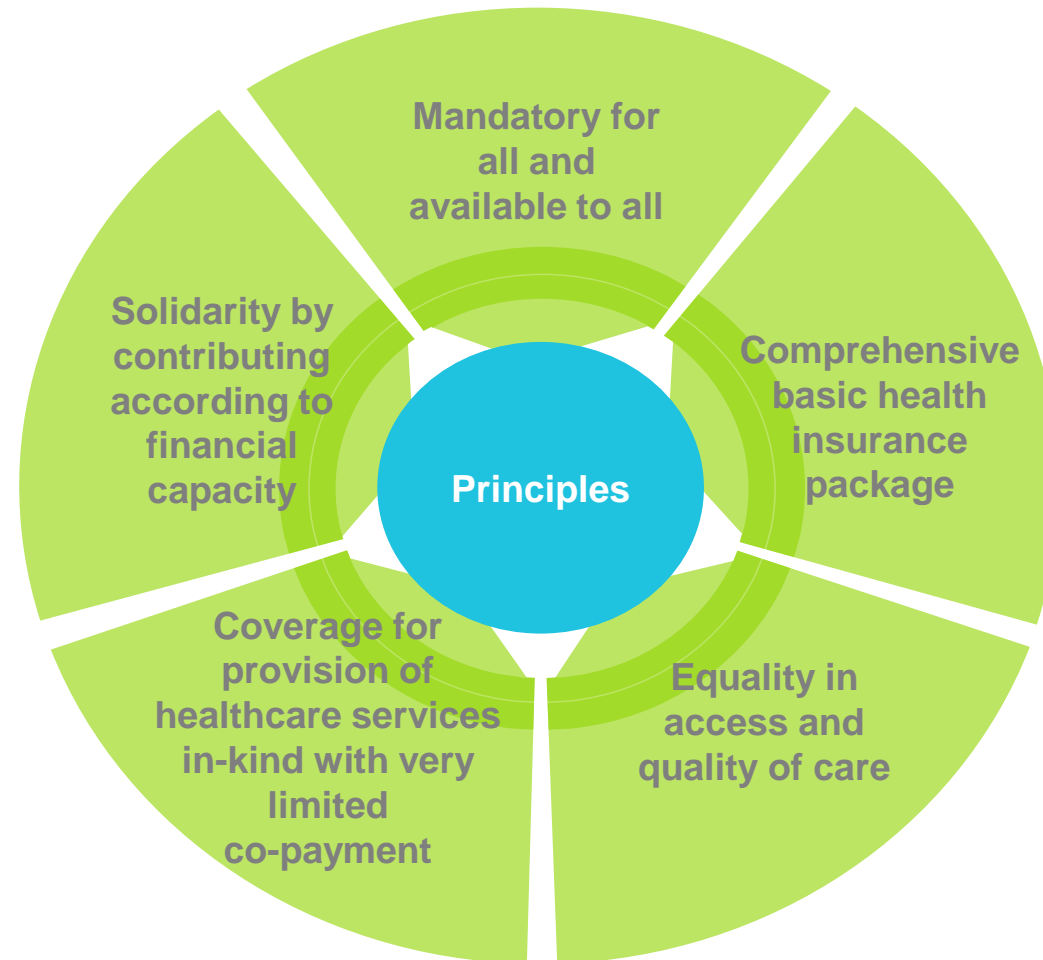 Mandatory for
all and
available to all
Comprehensive
basic health
insurance
package
Equality in
access and
quality of care
Coverage for
provision of
healthcare services
in-kind with very
limited
co-payment
Solidarity by
contributing
according to
financial
capacity
Principles